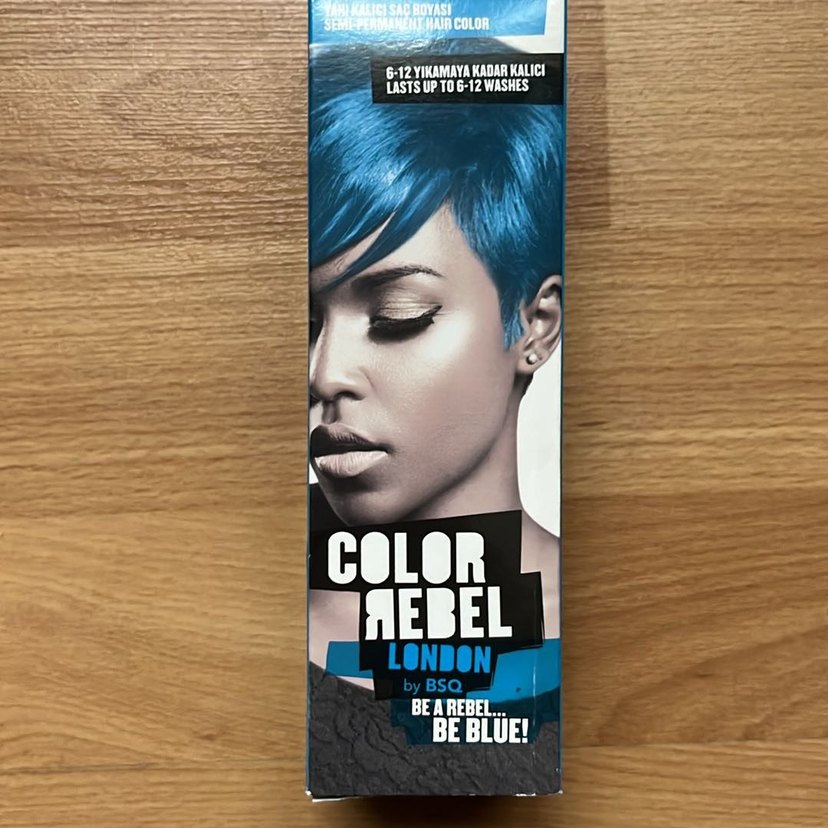 YARI KALICI SAÇ BOYASI
SEMI-PERMANENT HAIR COLOR
6-12 YIKAMAYA KADAR KALICI
LASTS UP TO 6-12 WASHES
COLOR
REBEL
LONDON
by BSQ
BE A REBEL...
BE BLUE!